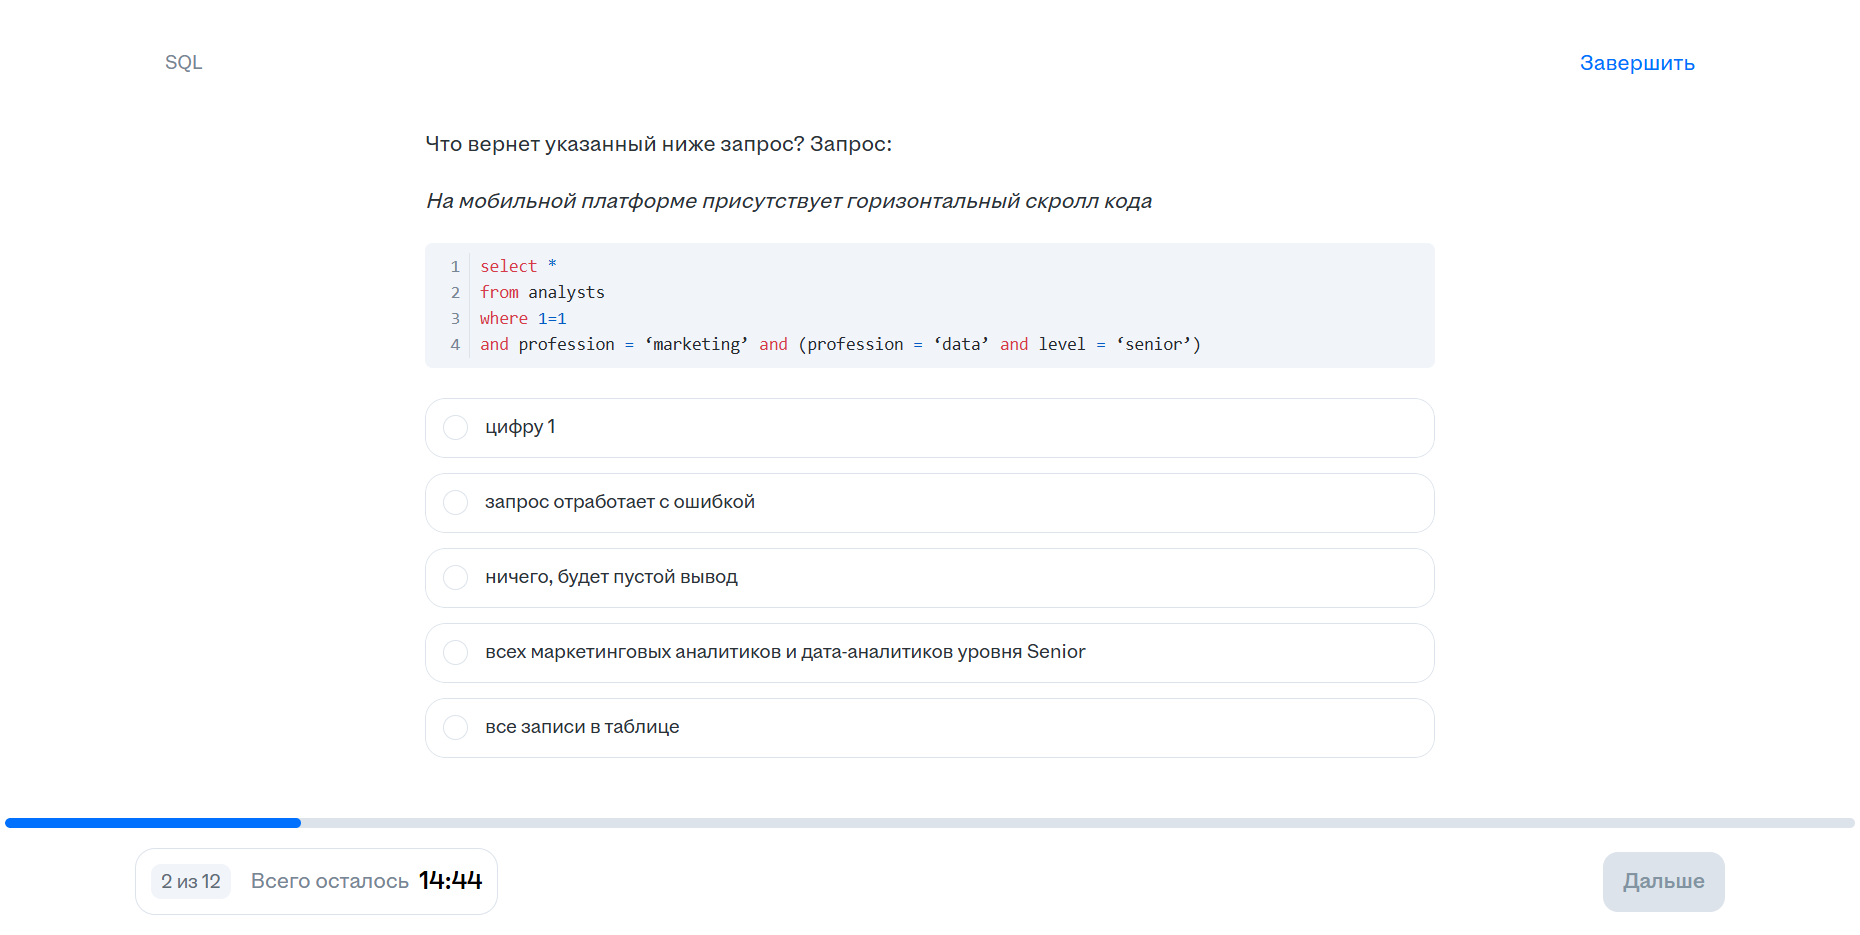 SQL
Завершить
Что вернет указанный ниже запрос? Запрос:
На мобильной платформе присутствует горизонтальный скролл кода
1 select *
2 from analysts
3 where 1=1
4 and profession = ‘marketing’ and (profession = ‘data’ and level = ‘senior’)
цифру 1
запрос отработает с ошибкой
ничего, будет пустой вывод
всех маркетинговых аналитиков и дата-аналитиков уровня Senior
все записи в таблице
2 из 12 Всего осталось 14:44
Дальше